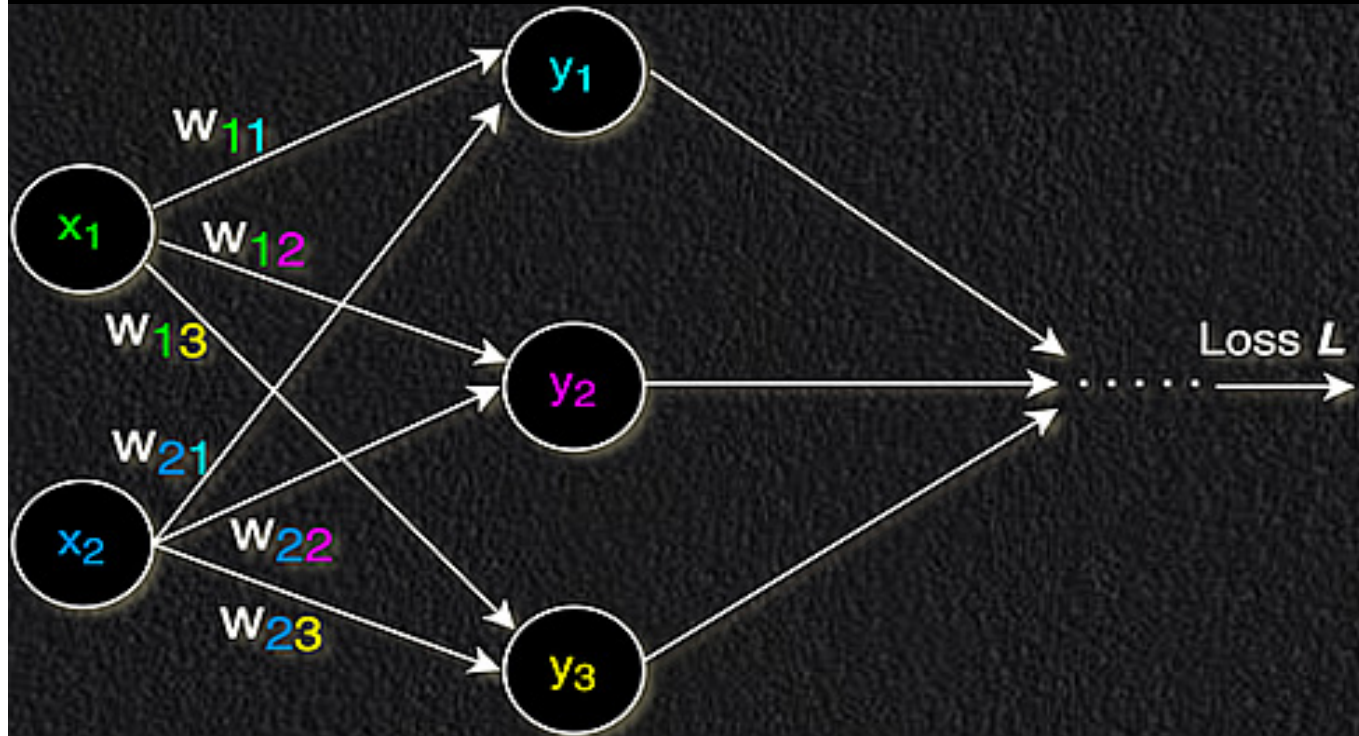 y₁
w₁₁
x₁
w₁₂
w₁₃
Loss L
y₂
w₂₁
x₂
w₂₂
w₂₃
y₃